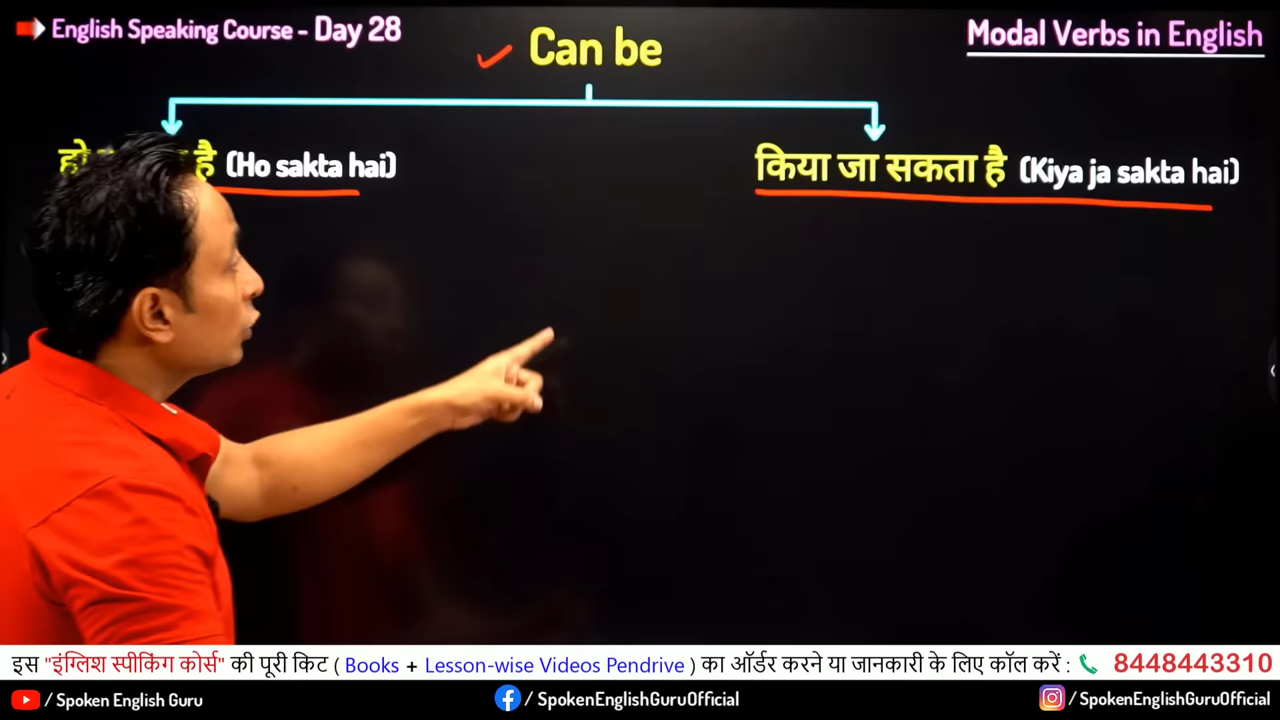 English Speaking Course - Day 28
Can be
Modal Verbs in English
है (Ho sakta hai)
किया जा सकता है (Kiya ja sakta hai)
इस "इंग्लिश स्पीकिंग कोर्स" की पूरी किट ( Books + Lesson-wise Videos Pendrive ) का ऑर्डर करने या जानकारी के लिए कॉल करें : 8448443310
/ Spoken English Guru
/ SpokenEnglishGuruOfficial
/ SpokenEnglishGuruOfficial